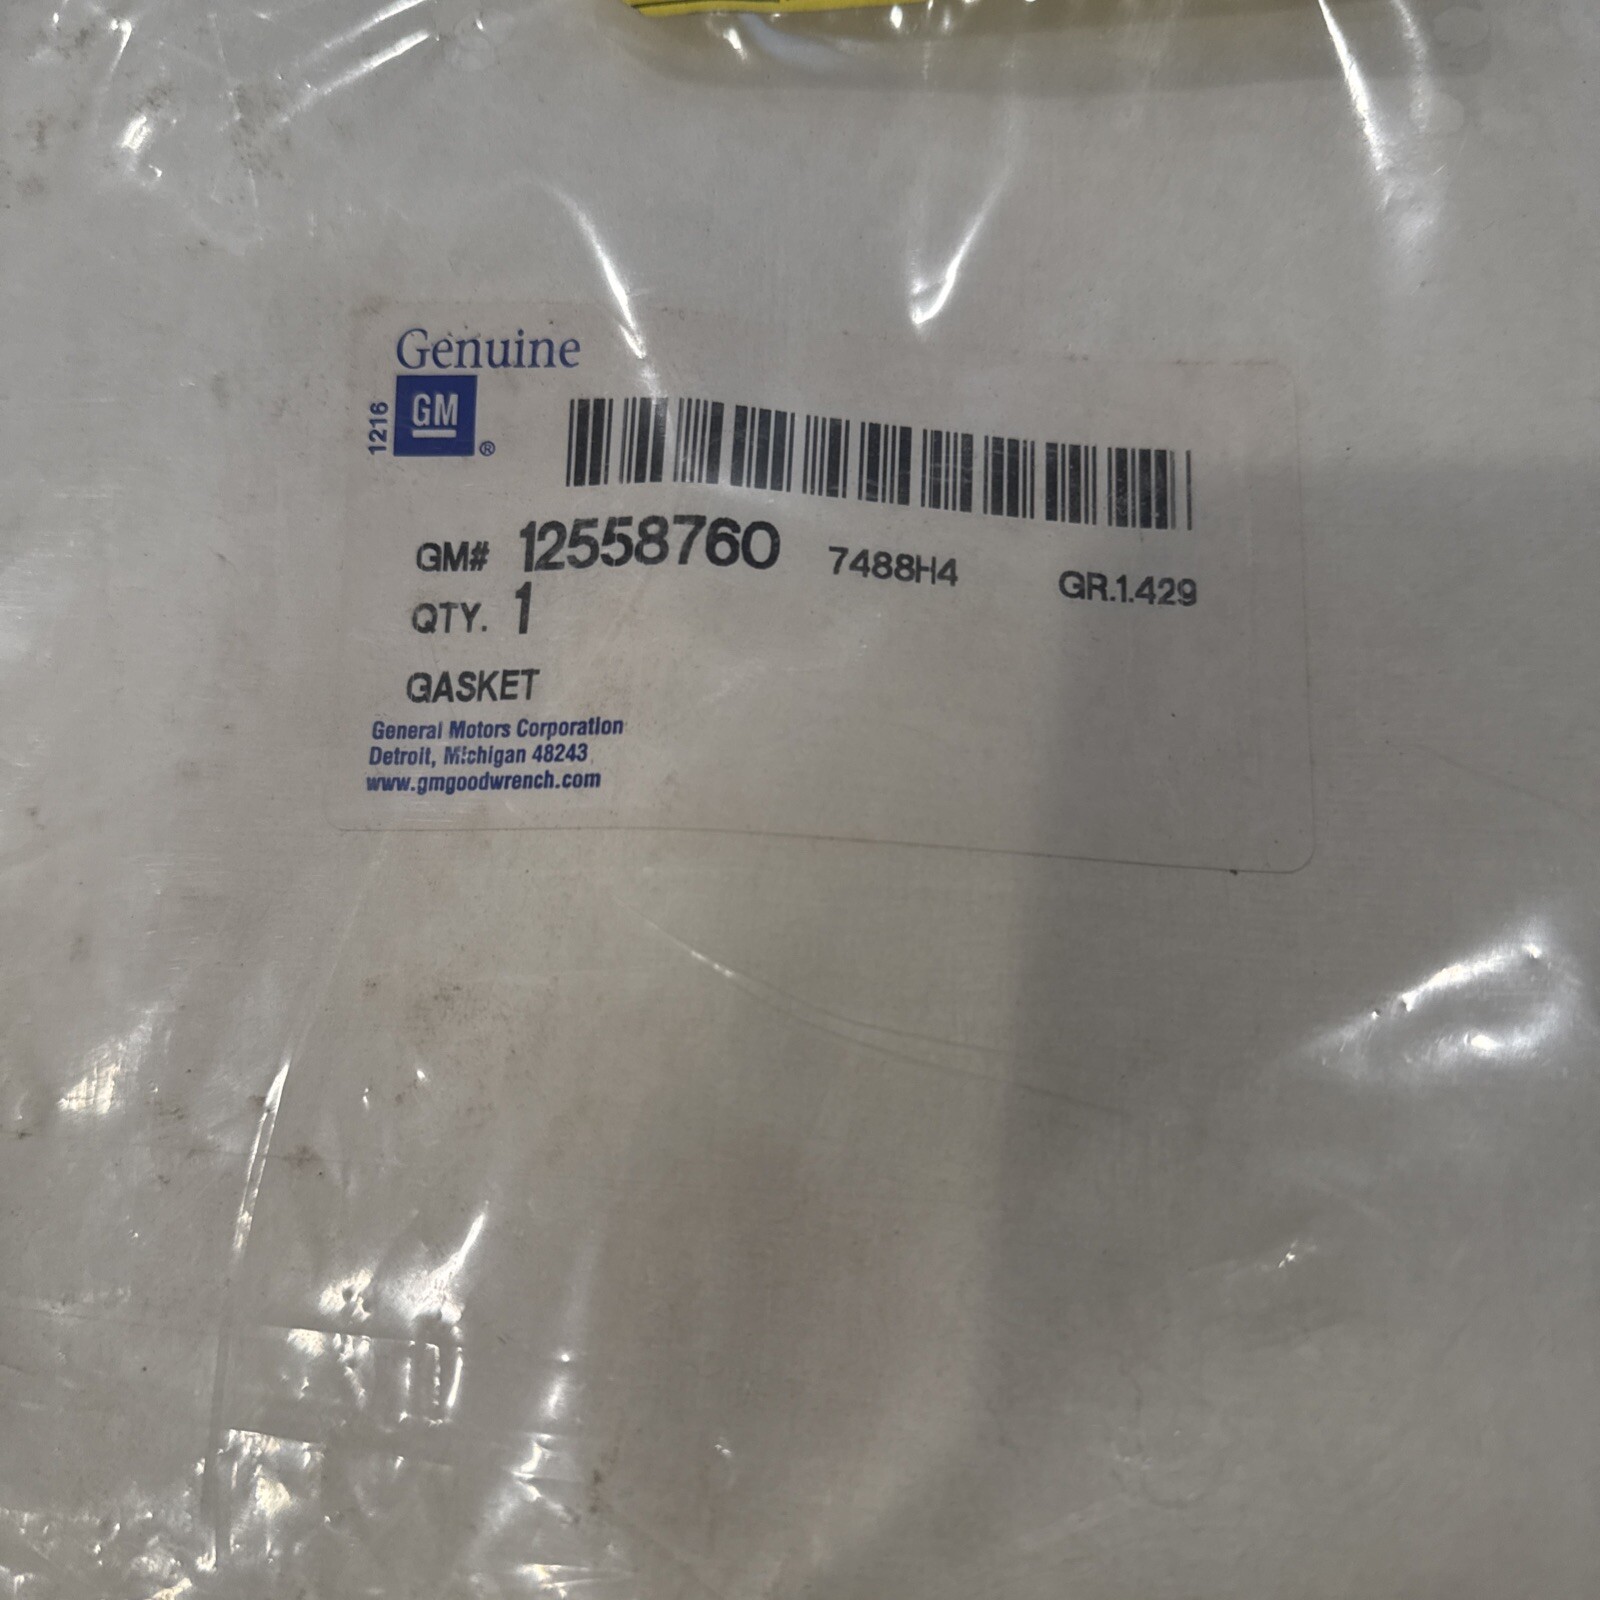 Genuine
GM ®
1216
GM# 12558760 7488H4 GR.1.429
QTY. 1
GASKET
General Motors Corporation
Detroit, Michigan 48243
www.gmgoodwrench.com